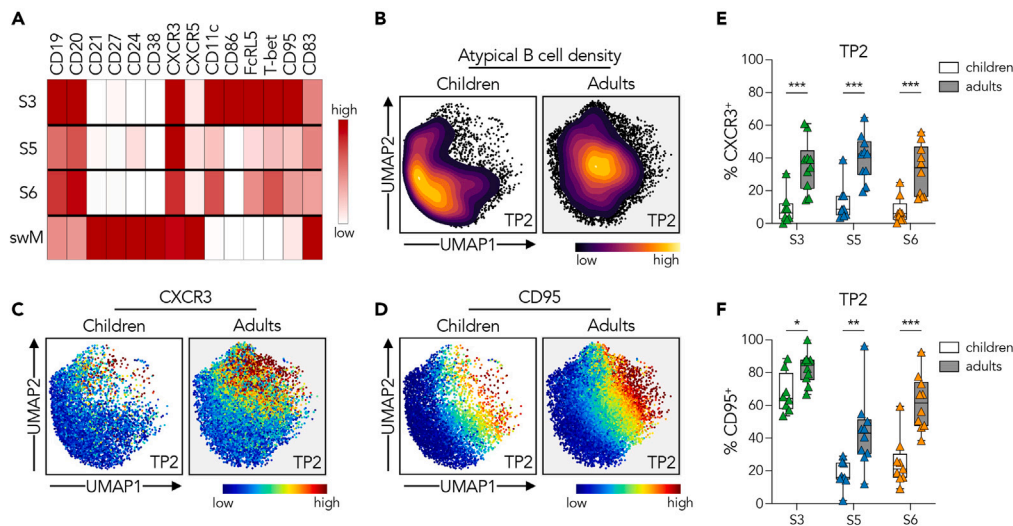 A
CD19
CD20
CD21
CD27
CD24
CD38
CXCR3
CXCR5
CD11c
CD86
FcRL5
T-bet
CD95
CD83
S3
S5
S6
swM
high
low
B
Atypical B cell density
Children Adults
UMAP2
TP2 TP2
UMAP1
low high
E
TP2
children
adults
% CXCR3+
100
80
60
40
20
0
*** *** ***
S3 S5 S6
C
CXCR3
Children Adults
UMAP2
TP2 TP2
UMAP1
low high
D
CD95
Children Adults
UMAP2
TP2 TP2
UMAP1
low high
F
TP2
children
adults
% CD95+
100
80
60
40
20
0
* ** ***
S3 S5 S6